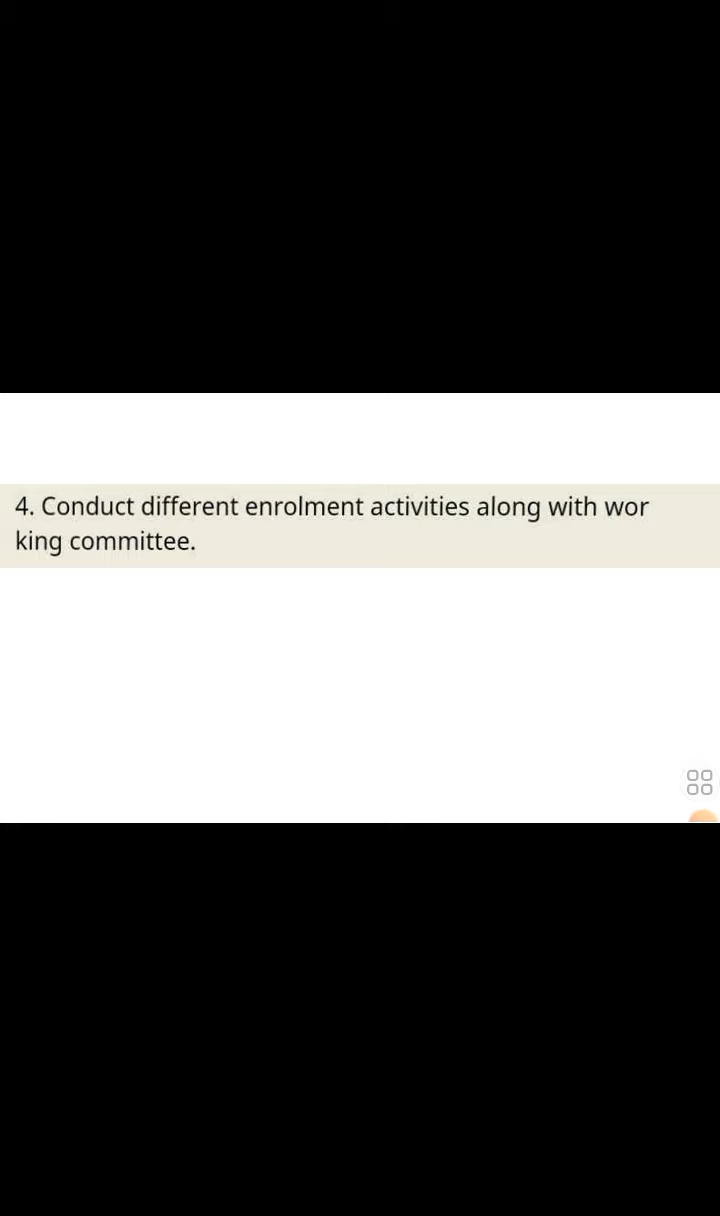 4. Conduct different enrolment activities along with wor
king committee.